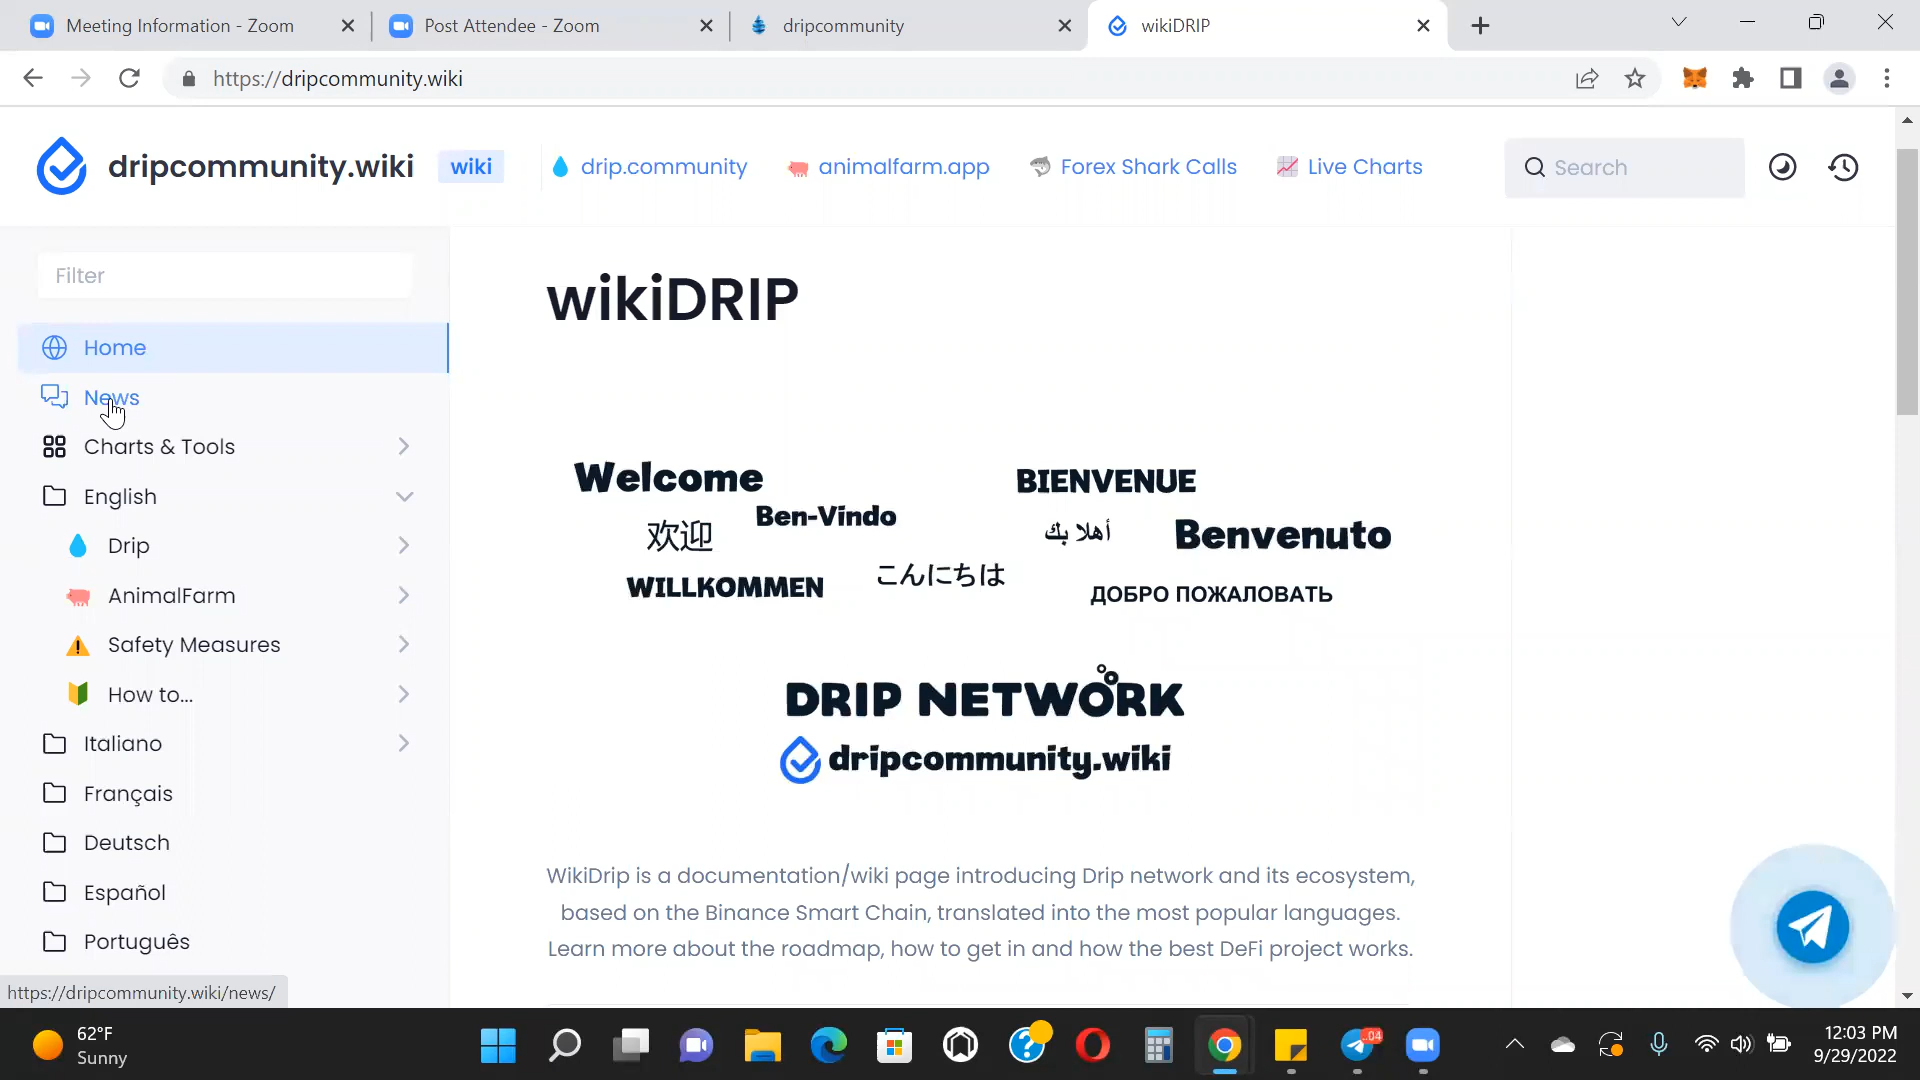 Meeting Information - Zoom
Post Attendee - Zoom
dripcommunity
wikiDRIP
https://dripcommunity.wiki
dripcommunity.wiki
wiki
drip.community
animalfarm.app
Forex Shark Calls
Live Charts
Search
Filter
Home
News
Charts & Tools
English
Drip
AnimalFarm
Safety Measures
How to...
Italiano
Français
Deutsch
Español
Português
https://dripcommunity.wiki/news/
wikiDRIP
Welcome
BIENVENUE
Ben-Vindo
欢迎
أهلا بك
Benvenuto
WILLKOMMEN
こんにちは
ДОБРО ПОЖАЛОВАТЬ
DRIP NETWORK
dripcommunity.wiki
WikiDrip is a documentation/wiki page introducing Drip network and its ecosystem,
based on the Binance Smart Chain, translated into the most popular languages.
Learn more about the roadmap, how to get in and how the best DeFi project works.
62°F
Sunny
04
12:03 PM
9/29/2022